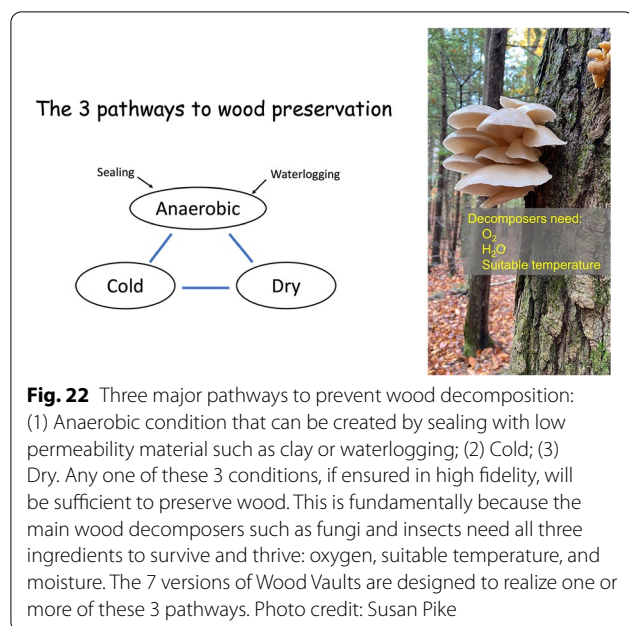 The 3 pathways to wood preservation
Sealing
Waterlogging
Anaerobic
Cold
Dry
Decomposers need:
O₂
H₂O
Suitable temperature
Fig. 22 Three major pathways to prevent wood decomposition:
(1) Anaerobic condition that can be created by sealing with low
permeability material such as clay or waterlogging; (2) Cold; (3)
Dry. Any one of these 3 conditions, if ensured in high fidelity, will
be sufficient to preserve wood. This is fundamentally because the
main wood decomposers such as fungi and insects need all three
ingredients to survive and thrive: oxygen, suitable temperature, and
moisture. The 7 versions of Wood Vaults are designed to realize one or
more of these 3 pathways. Photo credit: Susan Pike